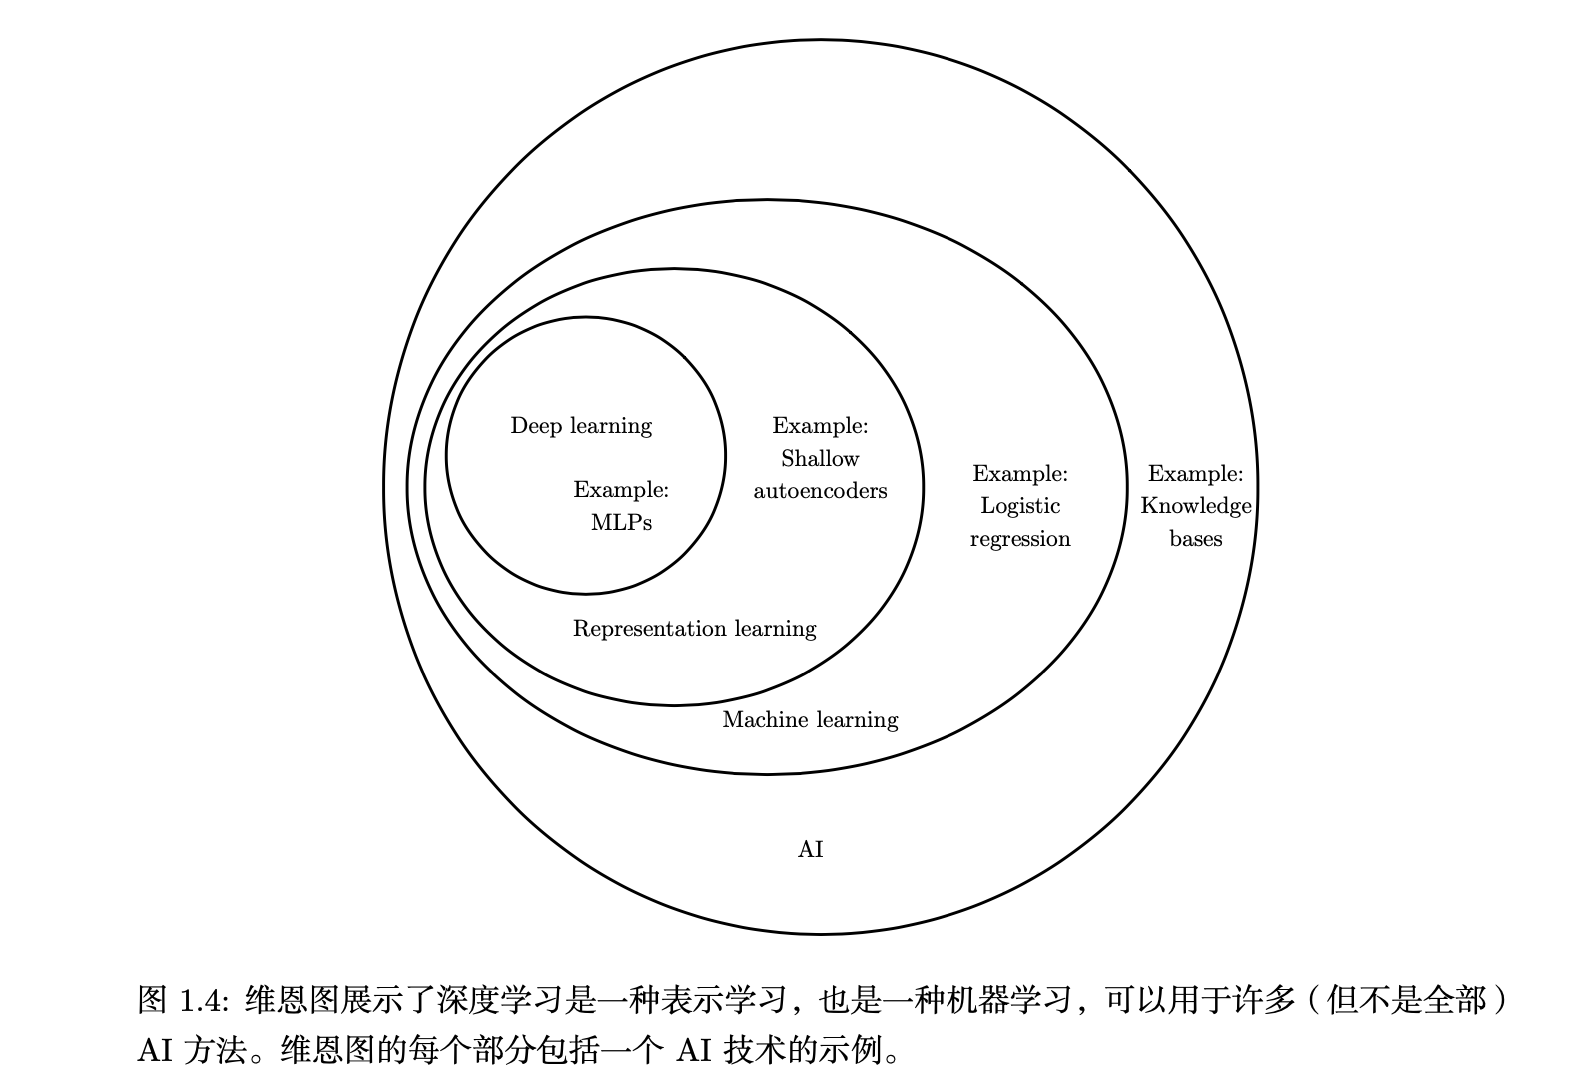 Deep learning
Example:
MLPs
Example:
Shallow
autoencoders
Example:
Logistic
regression
Example:
Knowledge
bases
Representation learning
Machine learning
AI
图 1.4: 维恩图展示了深度学习是一种表示学习，也是一种机器学习，可以用于许多（但不是全部）
AI 方法。维恩图的每个部分包括一个 AI 技术的示例。